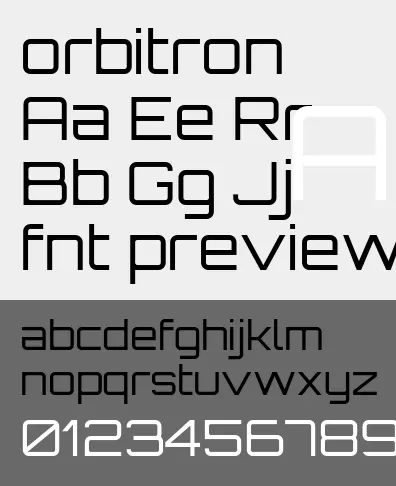 orbitron
Aa Ee Rr
A
Bb Gg Jj
fnt preview
abcdefghijklm
nopqrstuvwxyz
0123456789